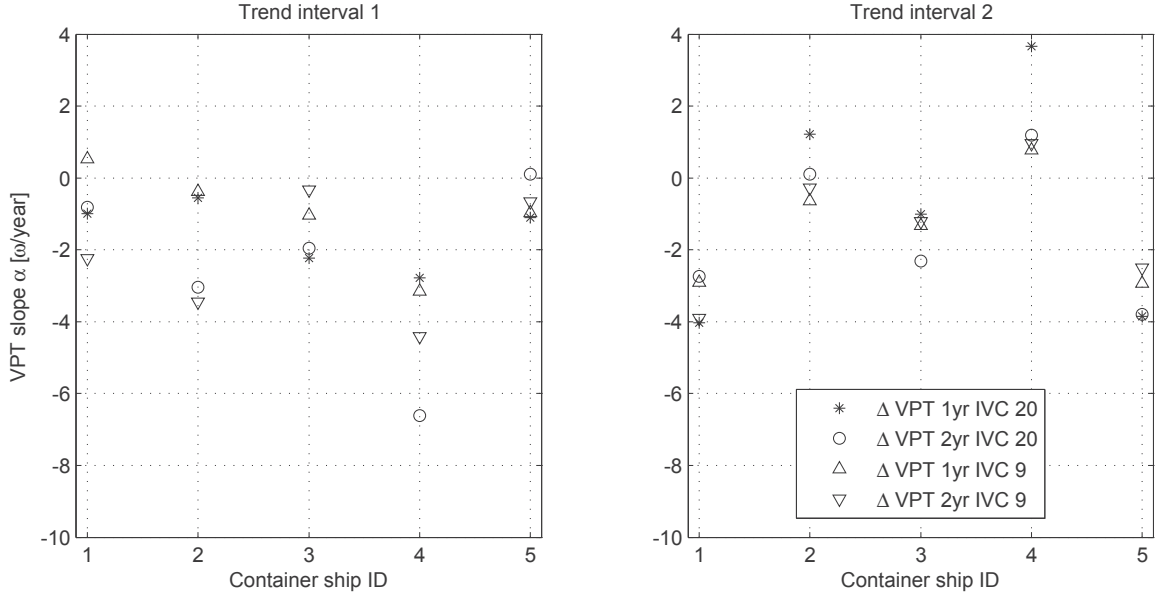 Trend interval 1
4
2
0
-2
-4
-6
-8
-10
VPT slope α [ω/year]
1 2 3 4 5
Container ship ID
Trend interval 2
4
2
0
-2
-4
-6
-8
-10
Δ VPT 1yr IVC 20
Δ VPT 2yr IVC 20
Δ VPT 1yr IVC 9
Δ VPT 2yr IVC 9
1 2 3 4 5
Container ship ID